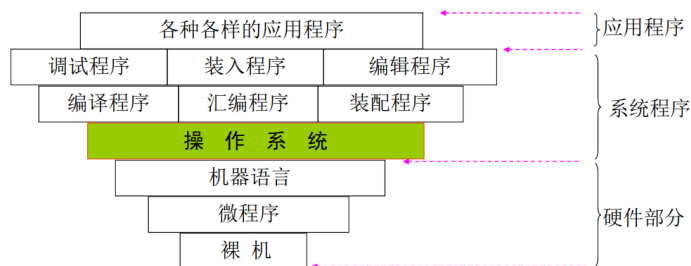 各种各样的应用程序
应用程序
调试程序 装入程序 编辑程序
编译程序 汇编程序 装配程序
系统程序
操作系统
机器语言
微程序
硬件部分
裸机